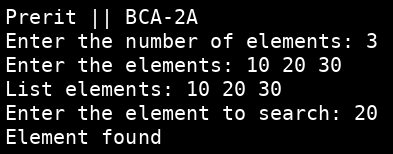 Prerit || BCA-2A
Enter the number of elements: 3
Enter the elements: 10 20 30
List elements: 10 20 30
Enter the element to search: 20
Element found